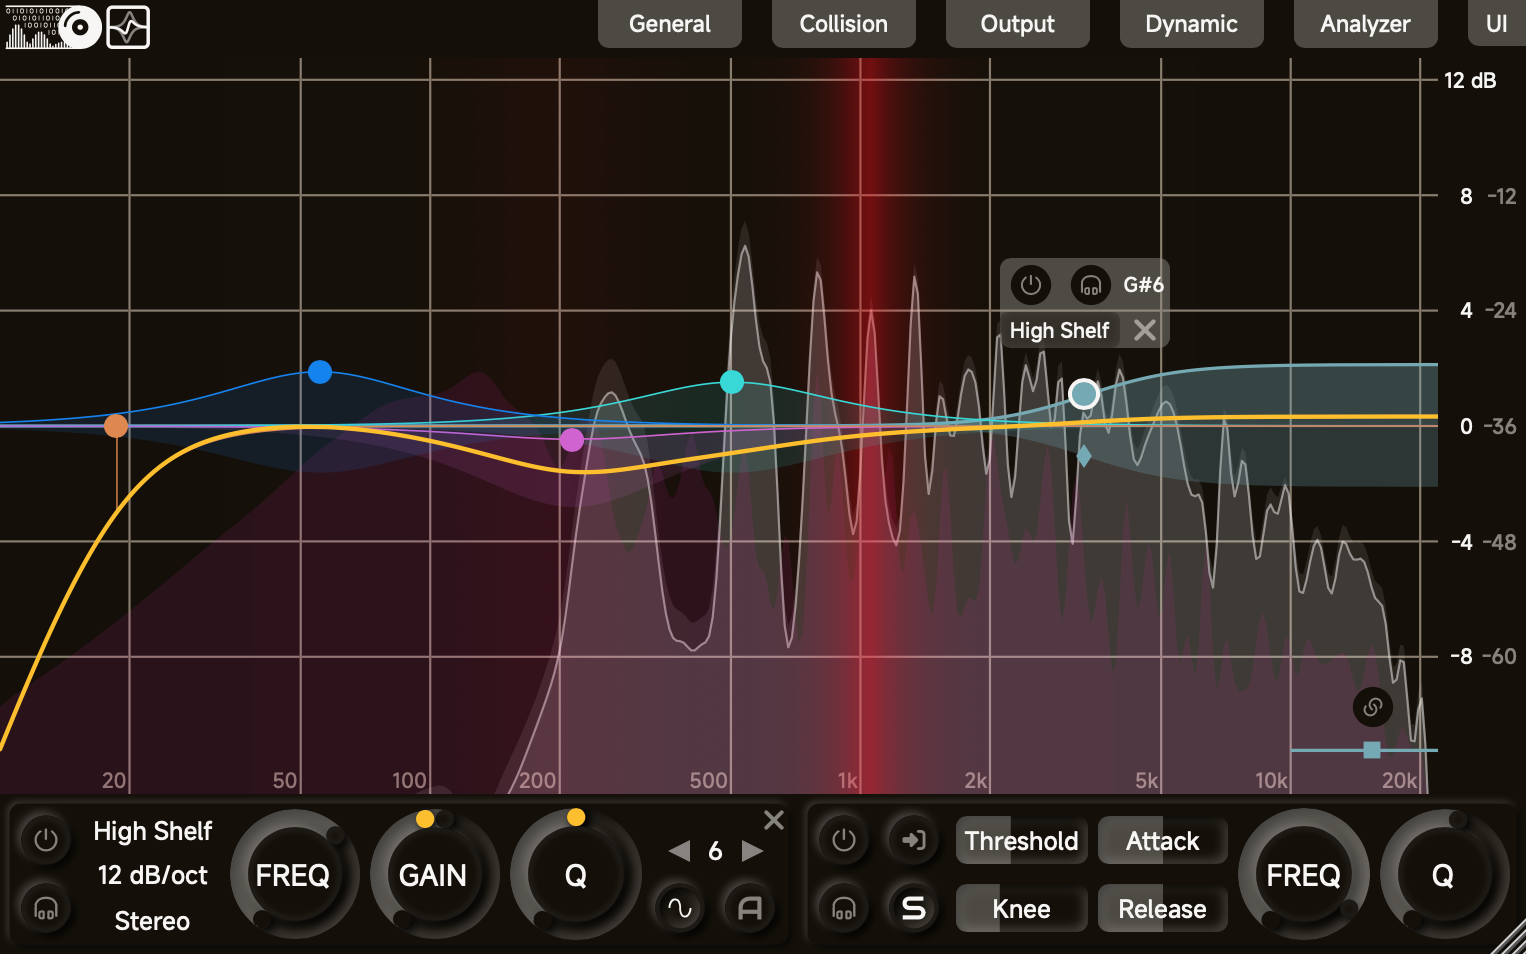 General Collision Output Dynamic Analyzer UI
12 dB
8 -12
G#6
4 -24
High Shelf
0 -36
-4 -48
-8 -60
20 50 100 200 500 1k 2k 5k 10k 20k
High Shelf
12 dB/oct
Stereo
FREQ GAIN Q
6
Threshold Attack
Knee Release
S
FREQ Q